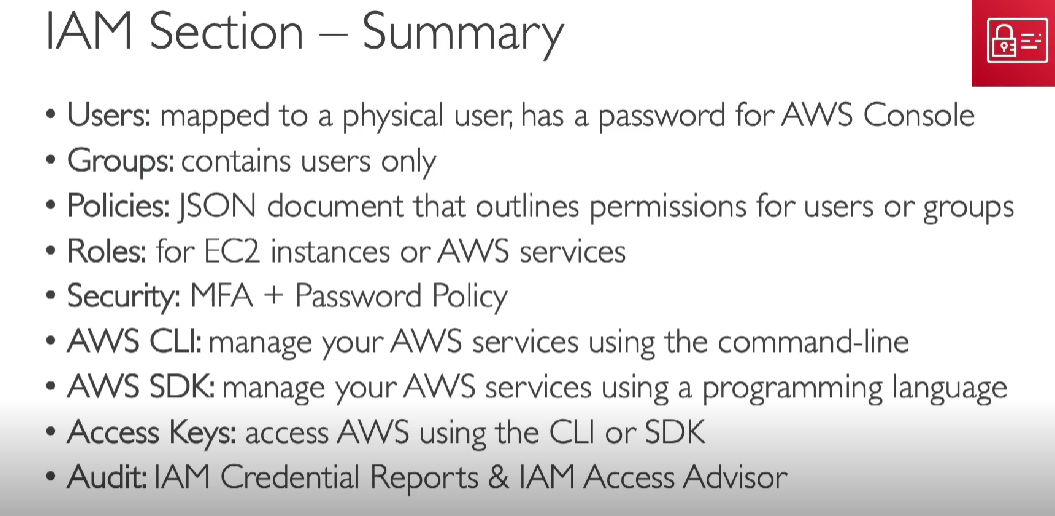 IAM Section – Summary
• Users: mapped to a physical user, has a password for AWS Console
• Groups: contains users only
• Policies: JSON document that outlines permissions for users or groups
• Roles: for EC2 instances or AWS services
• Security: MFA + Password Policy
• AWS CLI: manage your AWS services using the command-line
• AWS SDK: manage your AWS services using a programming language
• Access Keys: access AWS using the CLI or SDK
• Audit: IAM Credential Reports & IAM Access Advisor